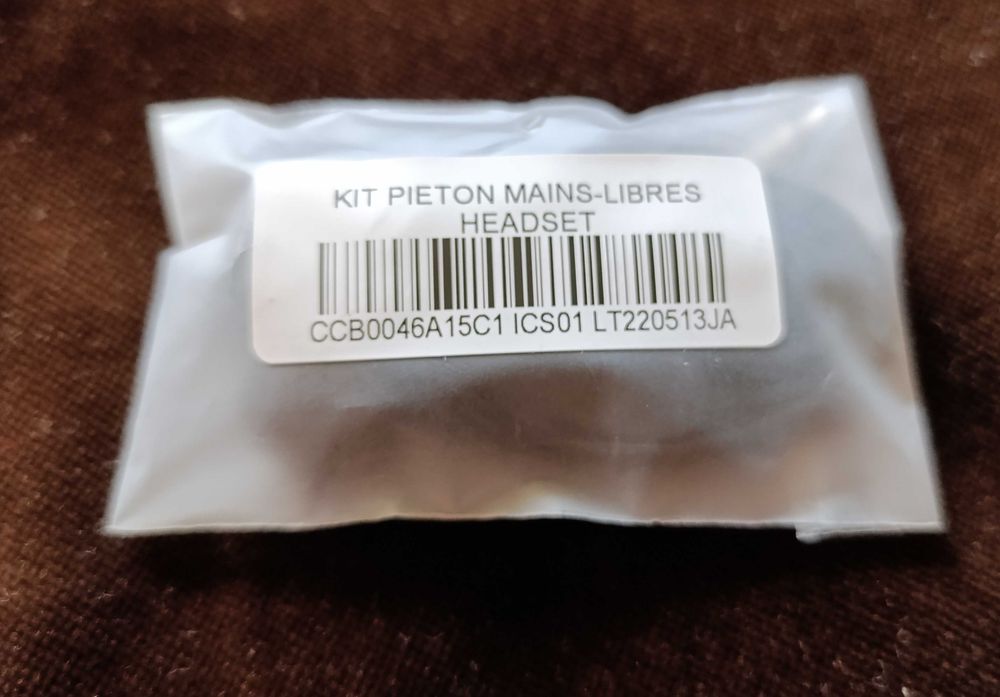 KIT PIETON MAINS-LIBRES
HEADSET
CCB0046A15C1 ICS01 LT220513JA